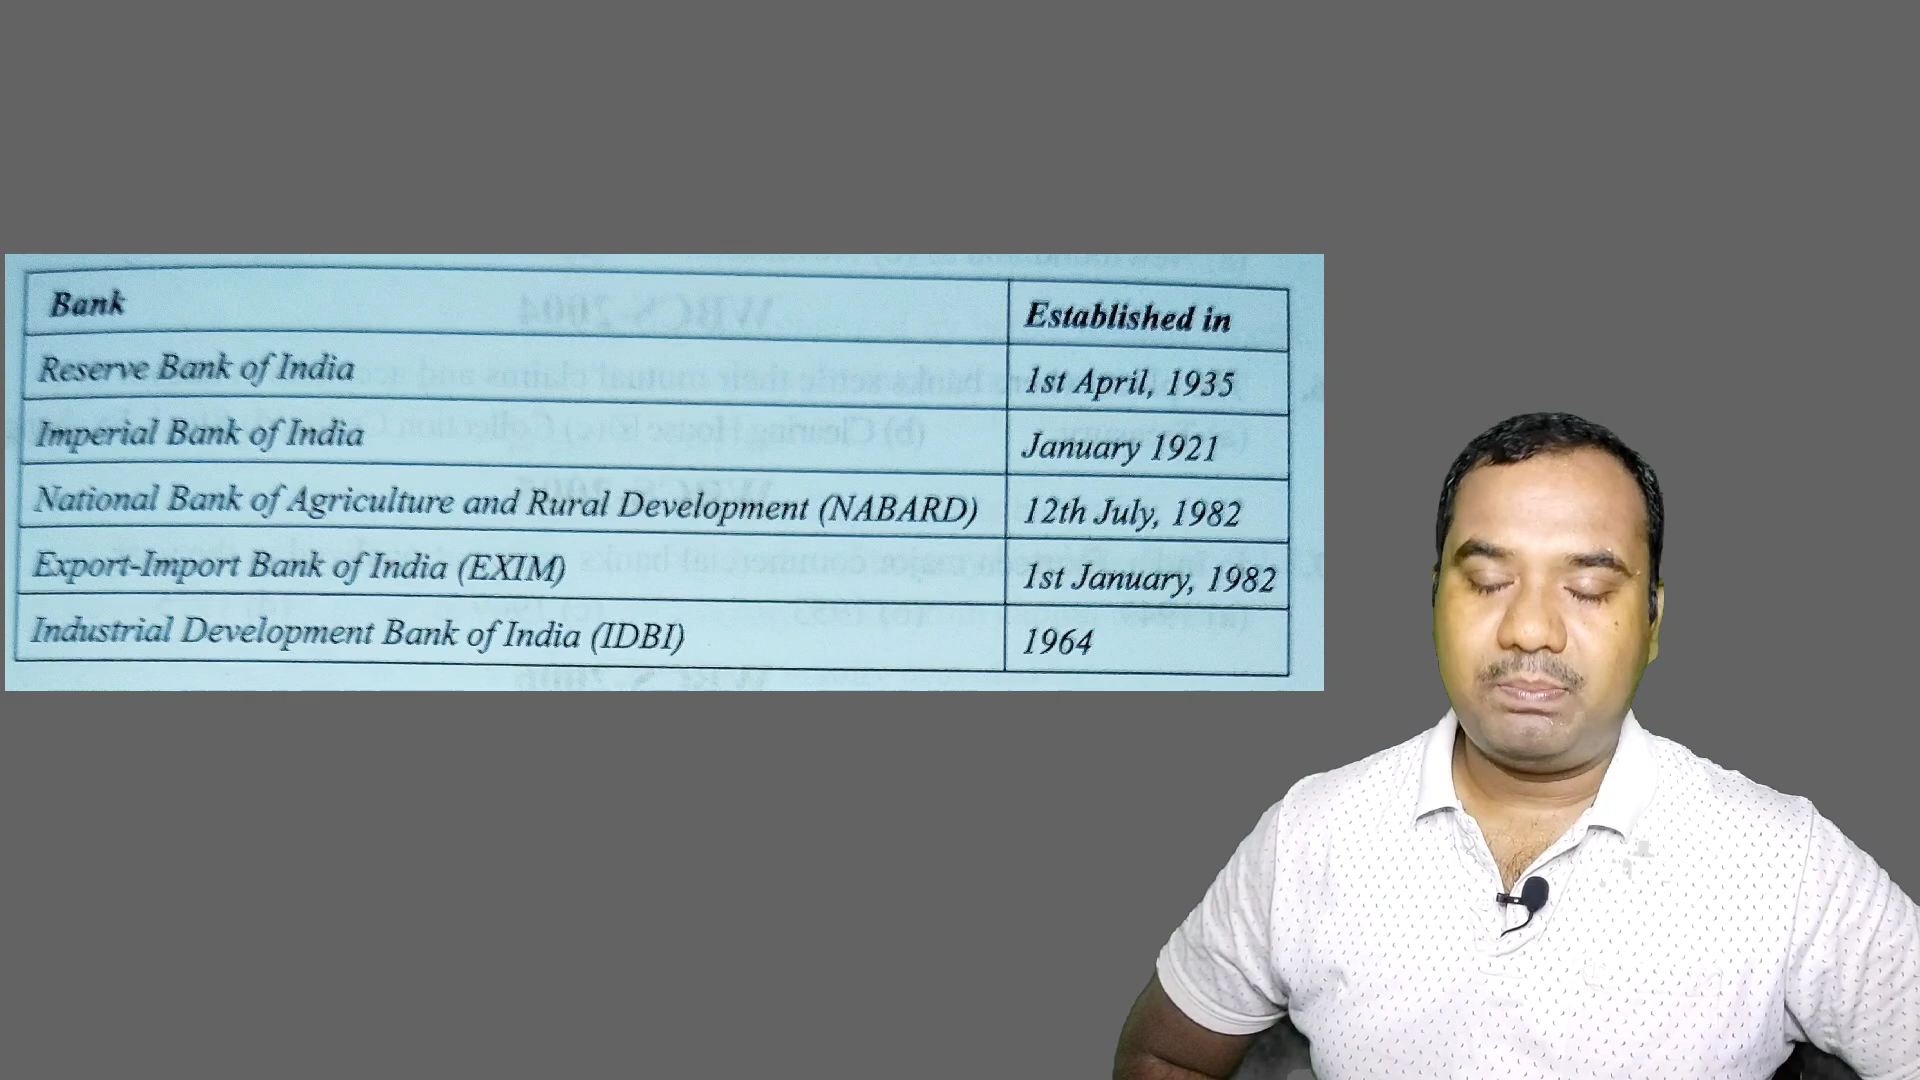 Bank Established in
Reserve Bank of India 1st April, 1935
Imperial Bank of India January 1921
National Bank of Agriculture and Rural Development (NABARD) 12th July, 1982
Export-Import Bank of India (EXIM) 1st January, 1982
Industrial Development Bank of India (IDBI) 1964